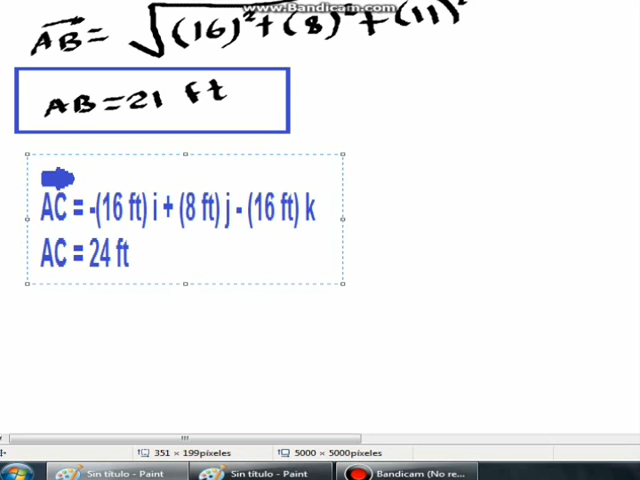 www.Bandicam.com
AB = √(16)²+(8)²+(11)²
AB = 21 ft
AC = -(16 ft) i + (8 ft) j - (16 ft) k
AC = 24 ft
351 × 199píxeles 5000 × 5000píxeles
Sin título - Paint Sin título - Paint Bandicam (No re...